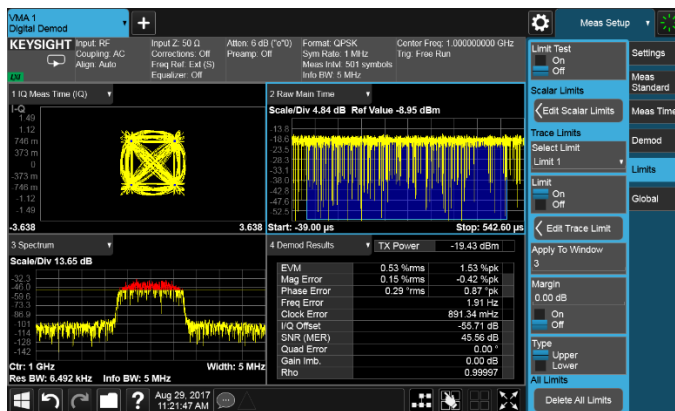 VMA 1
Digital Demod
+
Meas Setup
KEYSIGHT
Input: RF
Coupling: AC
Align: Auto
Input Z: 50 Ω
Corrections: Off
Freq Ref: Ext (S)
Equalizer: Off
Atten: 6 dB (*0*0)
Preamp: Off
Format: QPSK
Sym Rate: 1 MHz
Meas Intvl: 501 symbols
Info BW: 5 MHz
Center Freq: 1.000000000 GHz
Trig: Free Run
LXI
1 IQ Meas Time (IQ)
I-Q
1.49
1.12
746 m
373 m
0
-373 m
-746 m
-1.12
-1.49
-3.638
3.638
2 Raw Main Time
Scale/Div 4.84 dB Ref Value -8.95 dBm
-13.8
-18.6
-23.5
-28.3
-33.1
-38.0
-42.8
-47.6
-52.5
Start: -39.00 µs
Stop: 542.60 µs
3 Spectrum
Scale/Div 13.65 dB
-32.3
-46.0
-59.6
-73.3
-86.9
-101
-114
-128
-142
Ctr: 1 GHz
Width: 5 MHz
Res BW: 6.492 kHz Info BW: 5 MHz
4 Demod Results
TX Power -19.43 dBm
EVM 0.53 %rms 1.53 %pk
Mag Error 0.15 %rms -0.42 %pk
Phase Error 0.29 °rms 0.87 °pk
Freq Error 1.91 Hz
Clock Error 891.34 mHz
I/Q Offset -55.71 dB
SNR (MER) 45.56 dB
Quad Error 0.00 °
Gain Imb. 0.00 dB
Rho 0.99997
Limit Test
On
Off
Scalar Limits
Edit Scalar Limits
Trace Limits
Select Limit
Limit 1
Limit
On
Off
Edit Trace Limit
Apply To Window
3
Margin
0.00 dB
On
Off
Type
Upper
Lower
All Limits
Delete All Limits
Settings
Meas
Standard
Meas Time
Demod
Limits
Global
?
Aug 29, 2017
11:21:47 AM